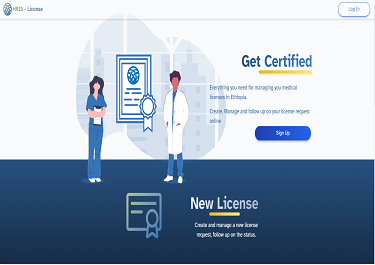 HRIS - License
Log In
Get Certified
Everything you need for managing you medical
licenses in Ethiopia.
Create, Manage and follow up on your license request
online
Sign Up
New License
Create and manage a new license
request, follow up on the status.